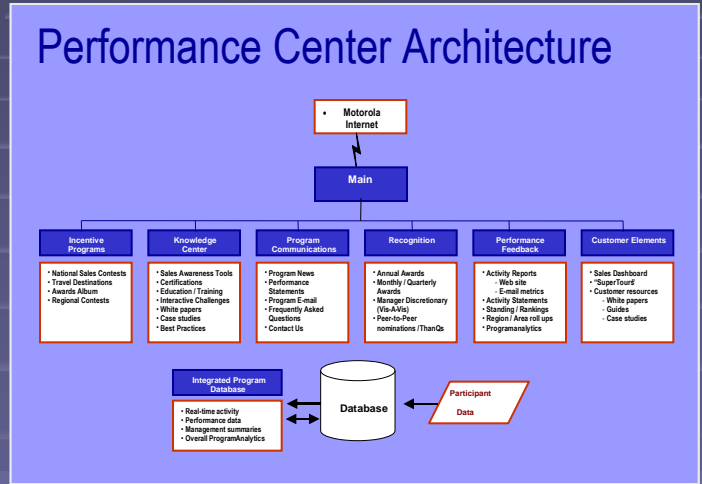 Performance Center Architecture
• Motorola
Internet
Main
Incentive
Programs
• National Sales Contests
• Travel Destinations
• Awards Album
• Regional Contests
Knowledge
Center
• Sales Awareness Tools
• Certifications
• Education / Training
• Interactive Challenges
• White papers
• Case studies
• Best Practices
Program
Communications
• Program News
• Performance
Statements
• Program E-mail
• Frequently Asked
Questions
• Contact Us
Recognition
• Annual Awards
• Monthly / Quarterly
Awards
• Manager Discretionary
(Vis-A-Vis)
• Peer-to-Peer
nominations /ThanQs
Performance
Feedback
• Activity Reports
- Web site
- E-mail metrics
• Activity Statements
• Standing / Rankings
• Region / Area roll ups
• Programanalytics
Customer Elements
• Sales Dashboard
• "SuperTours"
• Customer resources
- White papers
- Guides
- Case studies
Integrated Program
Database
• Real-time activity
• Performance data
• Management summaries
• Overall ProgramAnalytics
Database
Participant
Data